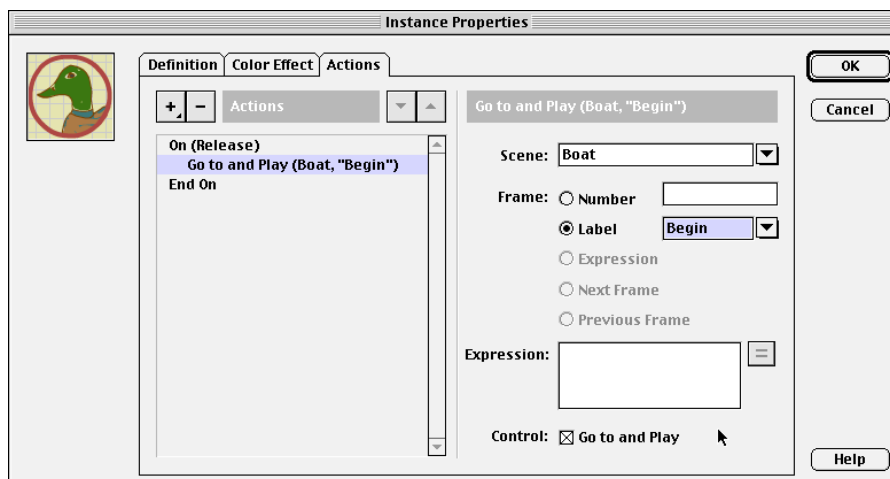 Instance Properties
Definition
Color Effect
Actions
OK
Cancel
+
−
Actions
Go to and Play (Boat, "Begin")
On (Release)
Go to and Play (Boat, "Begin")
End On
Scene: Boat
Frame: Number
Label Begin
Expression
Next Frame
Previous Frame
Expression: =
Control: Go to and Play
Help